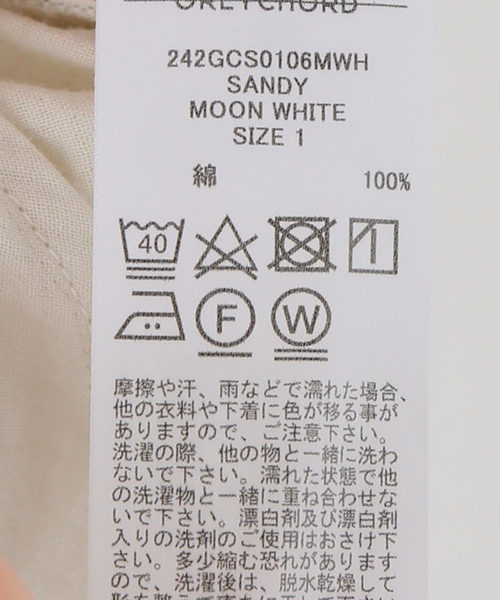 GREYCHORD
242GCS0106MWH
SANDY
MOON WHITE
SIZE 1
綿 100%
40
F W
摩擦や汗、雨などで濡れた場合、
他の衣料や下着に色が移る事が
ありますので、ご注意下さい。
洗濯の際、他の物と一緒に洗わ
ないで下さい。濡れた状態で他
の洗濯物と一緒に重ね合わせな
いで下さい。漂白剤及び漂白剤
入りの洗剤のご使用はおさけ下
さい。多少縮む恐れがあります
ので、洗濯後は、脱水乾燥して